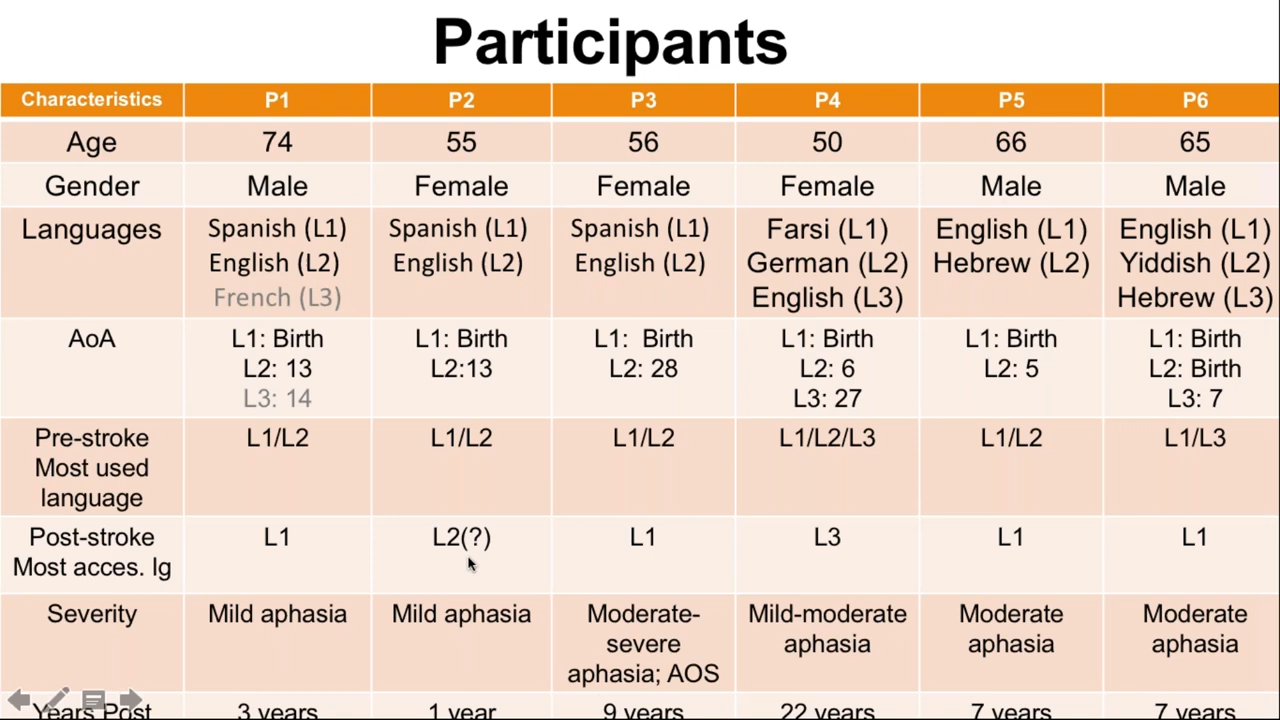 Participants
Characteristics P1 P2 P3 P4 P5 P6
Age 74 55 56 50 66 65
Gender Male Female Female Female Male Male
Languages Spanish (L1) Spanish (L1) Spanish (L1) Farsi (L1) English (L1) English (L1)
English (L2) English (L2) English (L2) German (L2) Hebrew (L2) Yiddish (L2)
French (L3) English (L3) Hebrew (L3)
AoA L1: Birth L1: Birth L1: Birth L1: Birth L1: Birth L1: Birth
L2: 13 L2:13 L2: 28 L2: 6 L2: 5 L2: Birth
L3: 14 L3: 27 L3: 7
Pre-stroke L1/L2 L1/L2 L1/L2 L1/L2/L3 L1/L2 L1/L3
Most used
language
Post-stroke L1 L2(?) L1 L3 L1 L1
Most acces. lg
Severity Mild aphasia Mild aphasia Moderate- Mild-moderate Moderate Moderate
severe aphasia aphasia aphasia
aphasia; AOS
Years Post 3 years 1 year 9 years 22 years 7 years 7 years